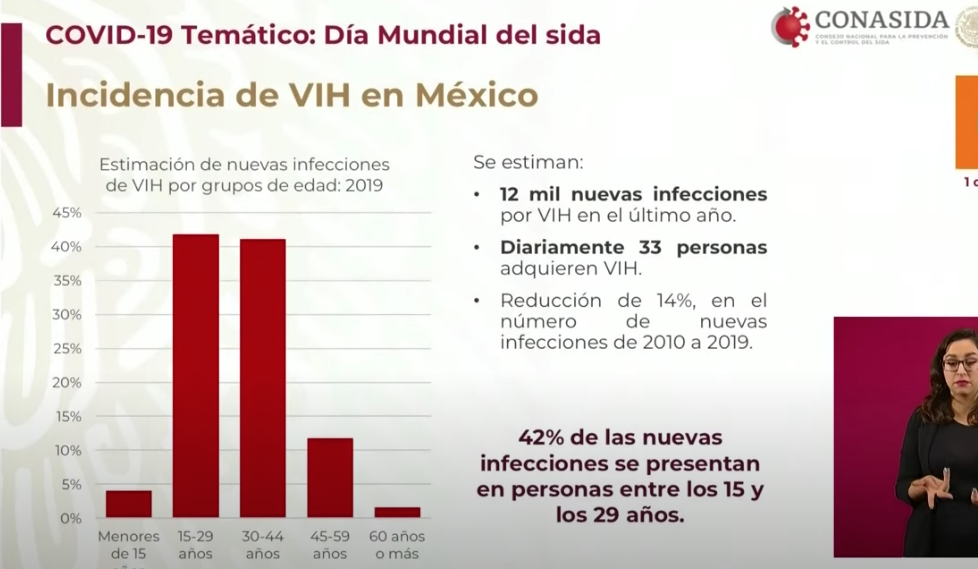 COVID-19 Temático: Día Mundial del sida
CONASIDA
CONSEJO NACIONAL PARA LA PREVENCIÓN
Y EL CONTROL DEL SIDA
Incidencia de VIH en México
Estimación de nuevas infecciones
de VIH por grupos de edad: 2019
45%
40%
35%
30%
25%
20%
15%
10%
5%
0%
Menores
de 15
15-29
años
30-44
años
45-59
años
60 años
o más
Se estiman:
• 12 mil nuevas infecciones
por VIH en el último año.
• Diariamente 33 personas
adquieren VIH.
• Reducción de 14%, en el
número de nuevas
infecciones de 2010 a 2019.
42% de las nuevas
infecciones se presentan
en personas entre los 15 y
los 29 años.